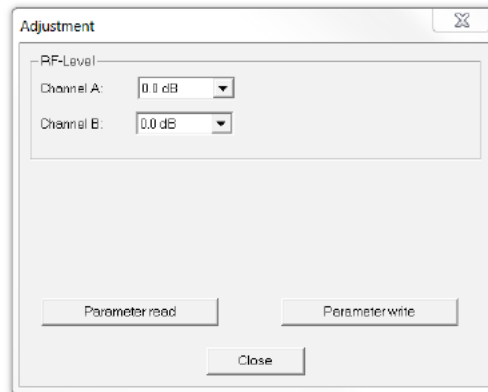 Adjustment
RF-Level
Channel A: 0.0 dB
Channel B: 0.0 dB
Parameter read Parameter write
Close